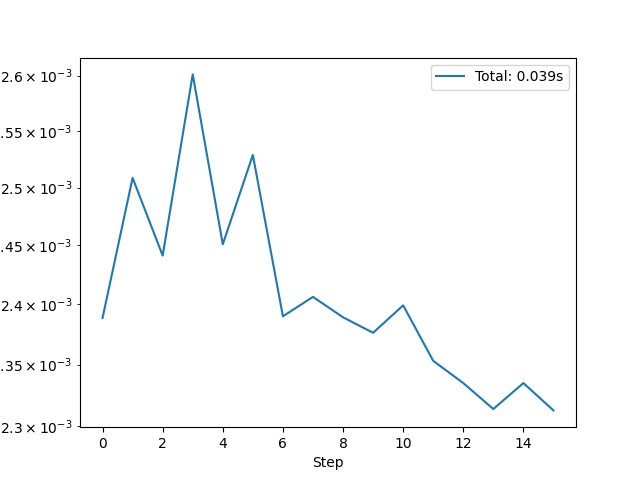 Total: 0.039s
2.6 × 10⁻³
.55 × 10⁻³
2.5 × 10⁻³
.45 × 10⁻³
2.4 × 10⁻³
.35 × 10⁻³
2.3 × 10⁻³
0 2 4 6 8 10 12 14
Step